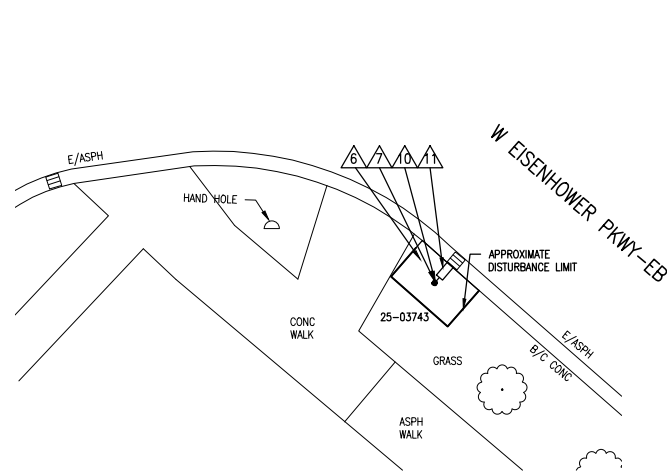 W EISENHOWER PKWY-EB
E/ASPH
6 7 10 11
HAND HOLE
APPROXIMATE
DISTURBANCE LIMIT
25-03743
CONC
WALK
E/ASPH
B/C CONC
GRASS
ASPH
WALK